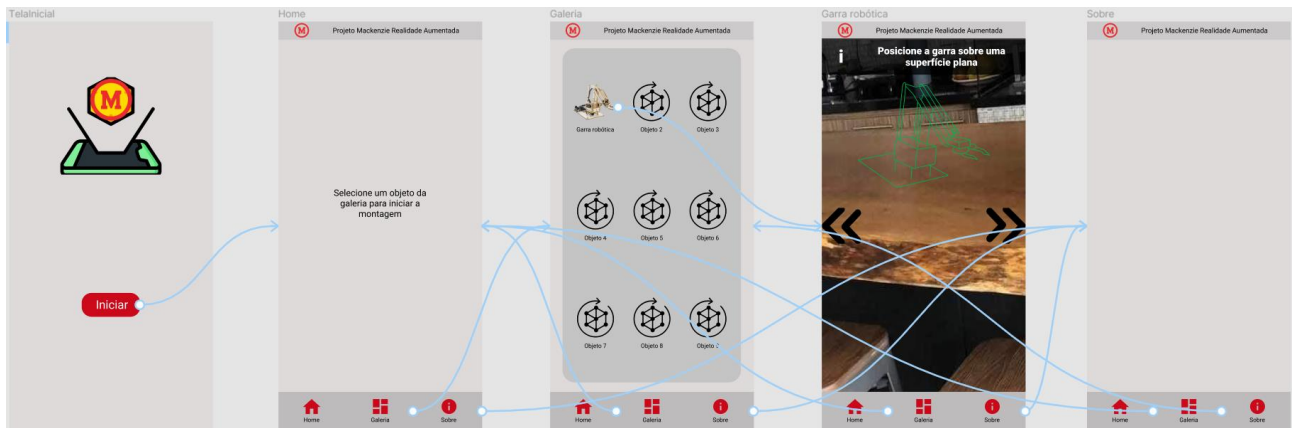 TelaInicial
M
Iniciar
Home
M Projeto Mackenzie Realidade Aumentada
Selecione um objeto da
galeria para iniciar a
montagem
Home Galeria Sobre
Galeria
M Projeto Mackenzie Realidade Aumentada
Garra robótica Objeto 2 Objeto 3
Objeto 4 Objeto 5 Objeto 6
Objeto 7 Objeto 8 Objeto
Home Galeria Sobre
Garra robótica
M Projeto Mackenzie Realidade Aumentada
i Posicione a garra sobre uma
superfície plana
Home Galeria Sobre
Sobre
M Projeto Mackenzie Realidade Aumentada
Home Galeria Sobre